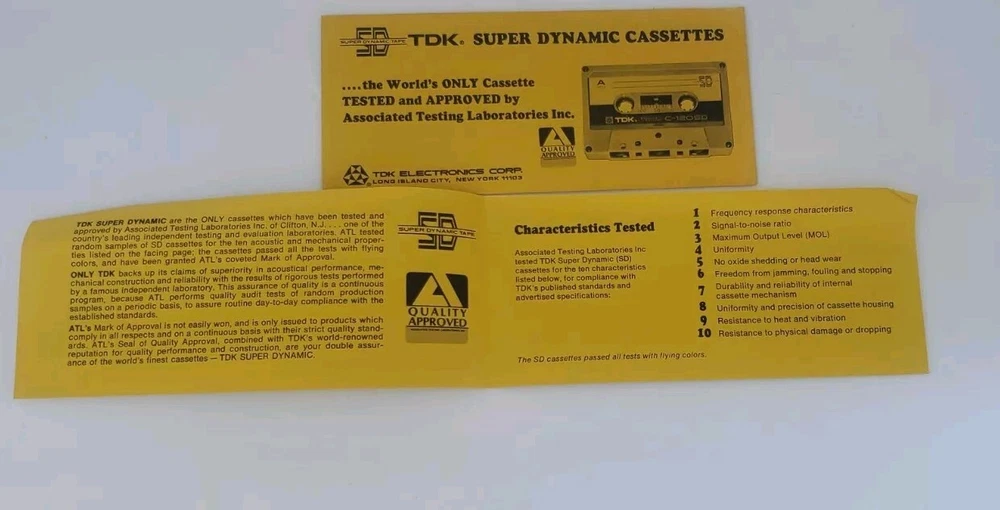 SD
SUPER DYNAMIC TAPE
TDK. SUPER DYNAMIC CASSETTES
....the World's ONLY Cassette
TESTED and APPROVED by
Associated Testing Laboratories Inc.
A
QUALITY
APPROVED
A
SD
TDK.
C-180SD
TDK ELECTRONICS CORP.
LONG ISLAND CITY, NEW YORK 11103
TDK SUPER DYNAMIC are the ONLY cassettes which have been tested and
approved by Associated Testing Laboratories Inc. of Clifton, N.J. . . . one of the
country's leading independent testing and evaluation laboratories. ATL tested
random samples of SD cassettes for the ten acoustic and mechanical proper-
ties listed on the facing page; the cassettes passed all the tests with flying
colors, and have been granted ATL's coveted Mark of Approval.
ONLY TDK backs up its claims of superiority in acoustical performance, me-
chanical construction and reliability with the results of rigorous tests performed
by a famous independent laboratory. This assurance of quality is a continuous
program, because ATL performs quality audit tests of random production
samples on a periodic basis, to assure routine day-to-day compliance with the
established standards.
ATL's Mark of Approval is not easily won, and is only issued to products which
comply in all respects and on a continuous basis with their strict quality stand-
ards. ATL's Seal of Quality Approval, combined with TDK's world-renowned
reputation for quality performance and construction, are your double assur-
ance of the world's finest cassettes — TDK SUPER DYNAMIC.
SD
SUPER DYNAMIC TAPE
A
QUALITY
APPROVED
Characteristics Tested
Associated Testing Laboratories Inc
tested TDK Super Dynamic (SD)
cassettes for the ten characteristics
listed below, for compliance with
TDK's published standards and
advertised specifications:
1 Frequency response characteristics
2 Signal-to-noise ratio
3 Maximum Output Level (MOL)
4 Uniformity
5 No oxide shedding or head wear
6 Freedom from jamming, fouling and stopping
7 Durability and reliability of internal
cassette mechanism
8 Uniformity and precision of cassette housing
9 Resistance to heat and vibration
10 Resistance to physical damage or dropping
The SD cassettes passed all tests with flying colors.